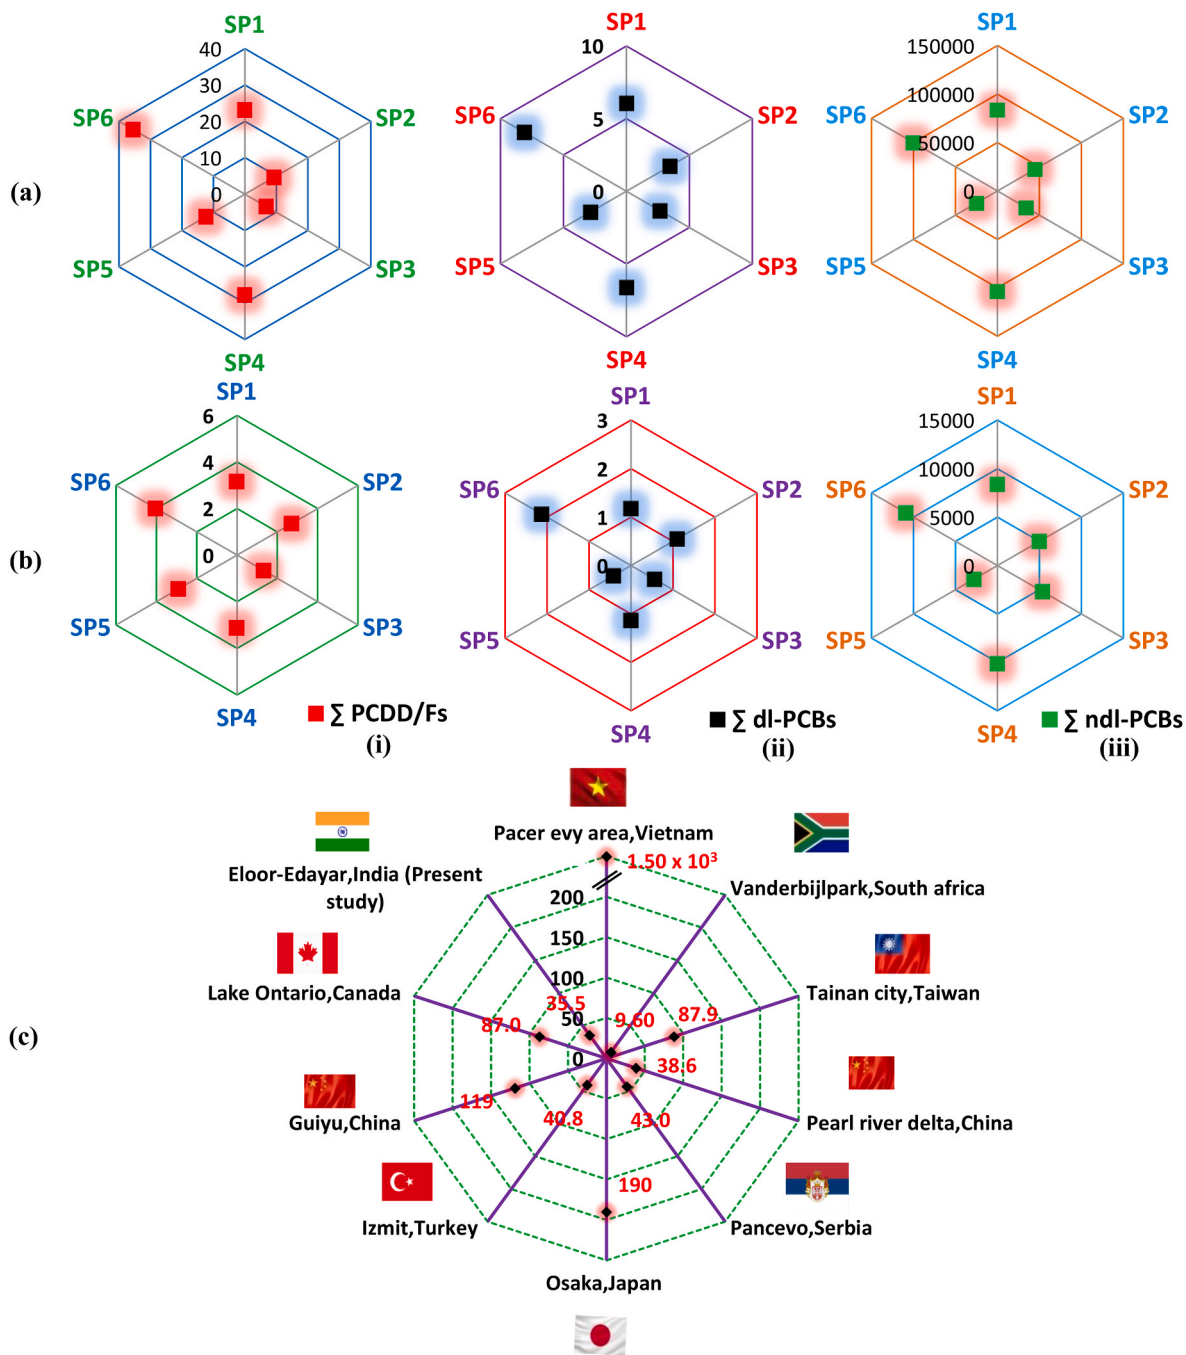 (a)
SP1
SP2
SP3
SP4
SP5
SP6
40
30
20
10
0
SP1
SP2
SP3
SP4
SP5
SP6
10
5
0
SP1
SP2
SP3
SP4
SP5
SP6
150000
100000
50000
0
(b)
SP1
SP2
SP3
SP4
SP5
SP6
6
4
2
0
SP1
SP2
SP3
SP4
SP5
SP6
3
2
1
0
SP1
SP2
SP3
SP4
SP5
SP6
15000
10000
5000
0
∑ PCDD/Fs
(i)
∑ dl-PCBs
(ii)
∑ ndl-PCBs
(iii)
(c)
Pacer evy area,Vietnam
1.50 x 10³
Vanderbijlpark,South africa
9.60
Tainan city,Taiwan
87.9
Pearl river delta,China
38.6
Pancevo,Serbia
43.0
Osaka,Japan
190
Izmit,Turkey
40.8
Guiyu,China
119
Lake Ontario,Canada
87.0
Eloor-Edayar,India (Present
study)
35.5
200
150
100
50
0